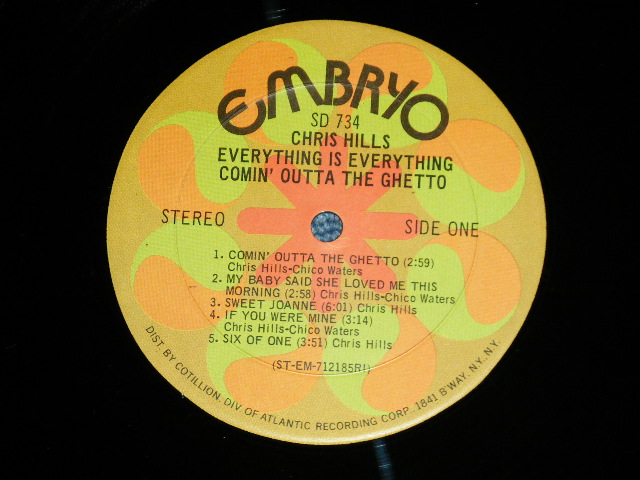 EMBRYO
SD 734
CHRIS HILLS
EVERYTHING IS EVERYTHING
COMIN' OUTTA THE GHETTO
STEREO
SIDE ONE
1. COMIN' OUTTA THE GHETTO (2:59)
Chris Hills-Chico Waters
2. MY BABY SAID SHE LOVED ME THIS
MORNING (2:58) Chris Hills-Chico Waters
3. SWEET JOANNE (6:01) Chris Hills
4. IF YOU WERE MINE (3:14)
Chris Hills-Chico Waters
5. SIX OF ONE (3:51) Chris Hills
(ST-EM-712185RI)
DIST. BY COTILLION, DIV. OF ATLANTIC RECORDING CORP. 1841 B'WAY, N.Y. N.Y.